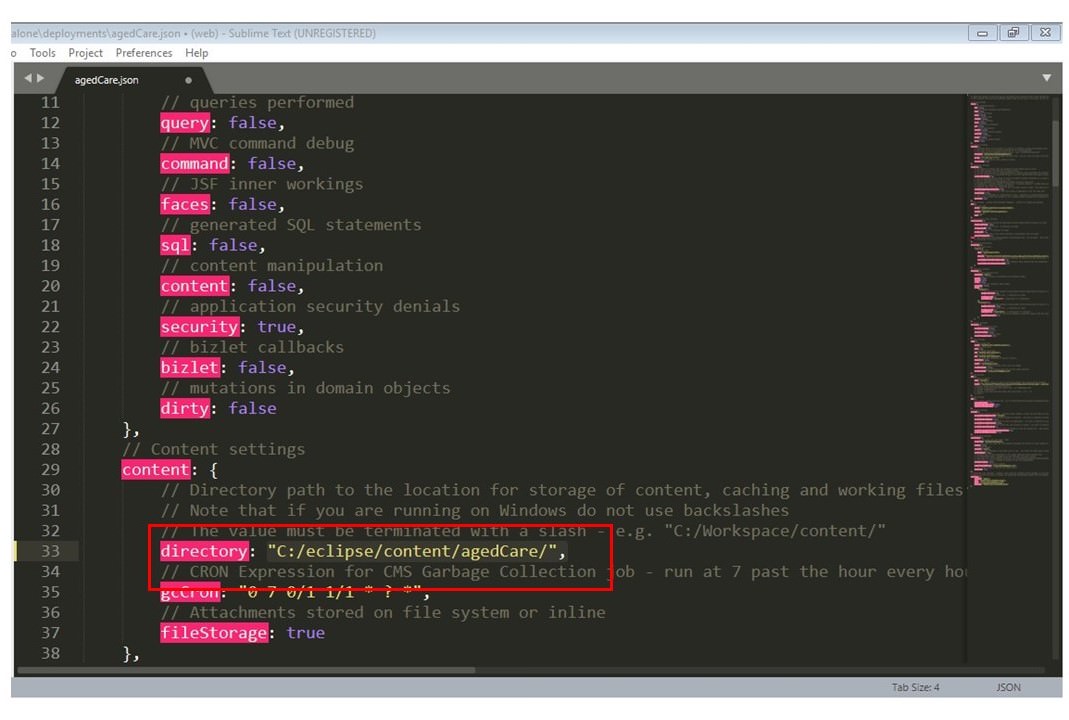 alone\deployments\agedCare.json • (web) - Sublime Text (UNREGISTERED)
o Tools Project Preferences Help
agedCare.json
11 // queries performed
12 query: false,
13 // MVC command debug
14 command: false,
15 // JSF inner workings
16 faces: false,
17 // generated SQL statements
18 sql: false,
19 // content manipulation
20 content: false,
21 // application security denials
22 security: true,
23 // bizlet callbacks
24 bizlet: false,
25 // mutations in domain objects
26 dirty: false
27 },
28 // Content settings
29 content: {
30 // Directory path to the location for storage of content, caching and working files
31 // Note that if you are running on Windows do not use backslashes
32 // The value must be terminated with a slash - e.g. "C:/Workspace/content/"
33 directory: "C:/eclipse/content/agedCare/",
34 // CRON Expression for CMS Garbage Collection job - run at 7 past the hour every hou
35 gcCron: "0 7 0/1 1/1 * ? *",
36 // Attachments stored on file system or inline
37 fileStorage: true
38 },
Tab Size: 4 JSON